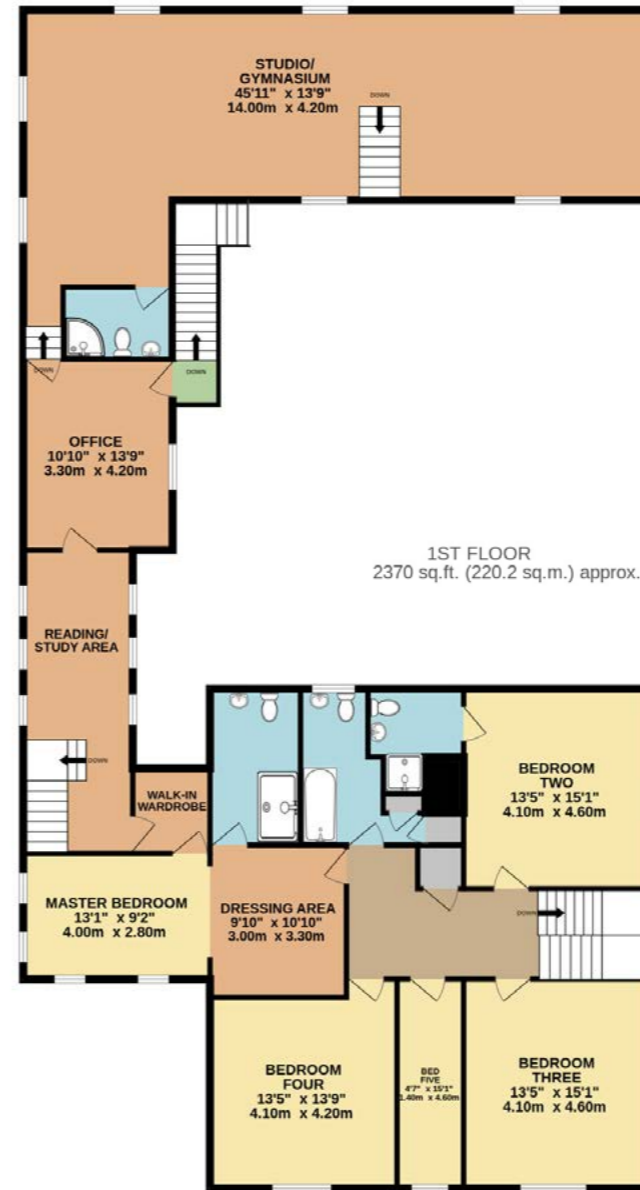 STUDIO/
GYMNASIUM
45'11" x 13'9"
14.00m x 4.20m
DOWN
DOWN
DOWN
OFFICE
10'10" x 13'9"
3.30m x 4.20m
1ST FLOOR
2370 sq.ft. (220.2 sq.m.) approx.
READING/
STUDY AREA
DOWN
WALK-IN
WARDROBE
BEDROOM
TWO
13'5" x 15'1"
4.10m x 4.60m
MASTER BEDROOM
13'1" x 9'2"
4.00m x 2.80m
DRESSING AREA
9'10" x 10'10"
3.00m x 3.30m
DOWN
BEDROOM
FOUR
13'5" x 13'9"
4.10m x 4.20m
BED
FIVE
4'7" x 15'1"
1.40m x 4.60m
BEDROOM
THREE
13'5" x 15'1"
4.10m x 4.60m